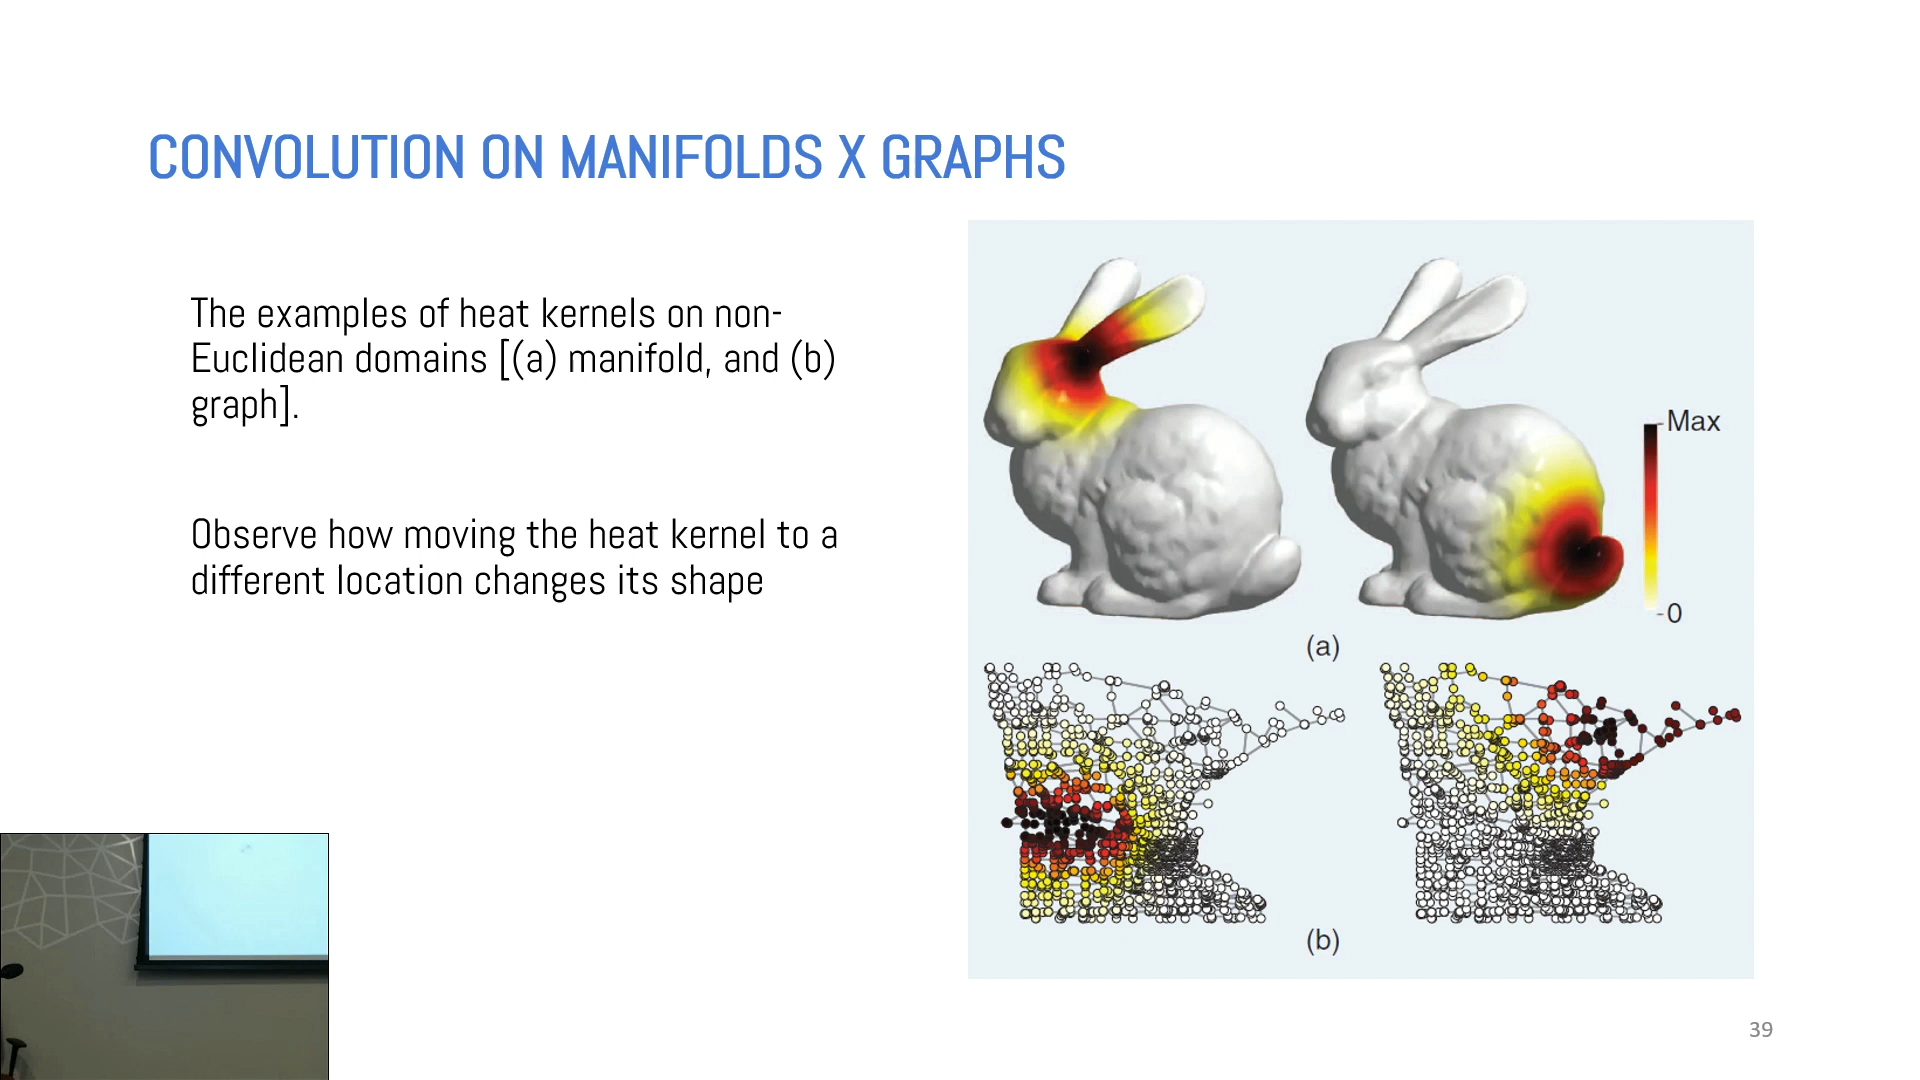 CONVOLUTION ON MANIFOLDS X GRAPHS
The examples of heat kernels on non-
Euclidean domains [(a) manifold, and (b)
graph].
Observe how moving the heat kernel to a
different location changes its shape
Max
0
(a)
(b)
39